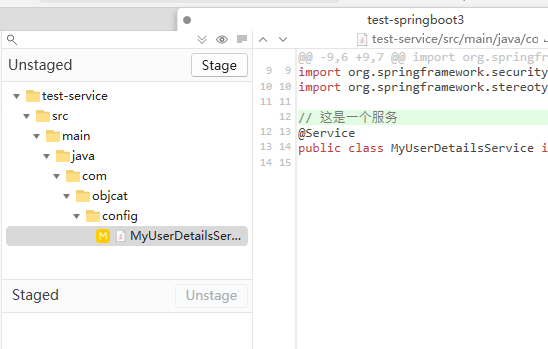 test-springboot3
test-service/src/main/java/co
Unstaged
Stage
test-service
src
main
java
com
objcat
config
M MyUserDetailsSer...
Staged
Unstage
@@ -9,6 +9,7 @@ import org.spring
9 9 import org.springframework.security
10 10 import org.springframework.stereoty
11 11
12 // 这是一个服务
12 13 @Service
13 14 public class MyUserDetailsService i
14 15